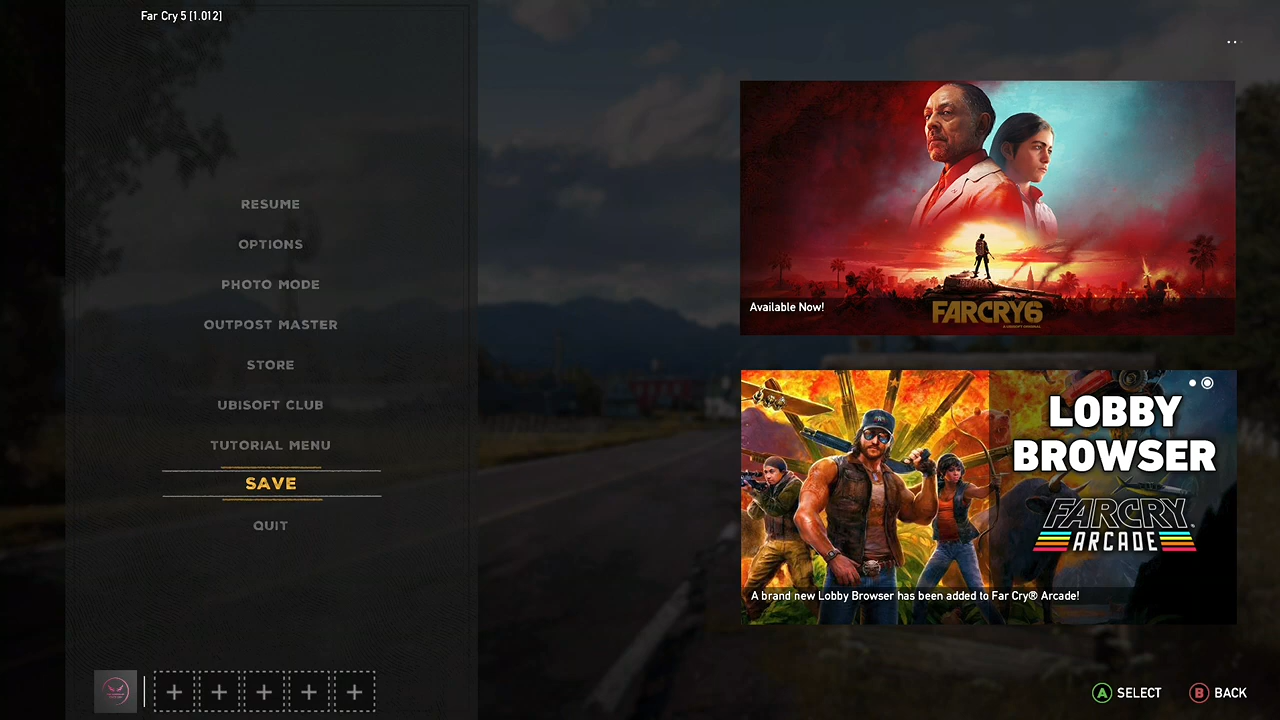 Far Cry 5 [1.012]
RESUME
OPTIONS
PHOTO MODE
OUTPOST MASTER
STORE
UBISOFT CLUB
TUTORIAL MENU
SAVE
QUIT
Available Now!
FARCRY6
A UBISOFT ORIGINAL
LOBBY
BROWSER
FARCRY®
ARCADE
A brand new Lobby Browser has been added to Far Cry® Arcade!
A SELECT B BACK